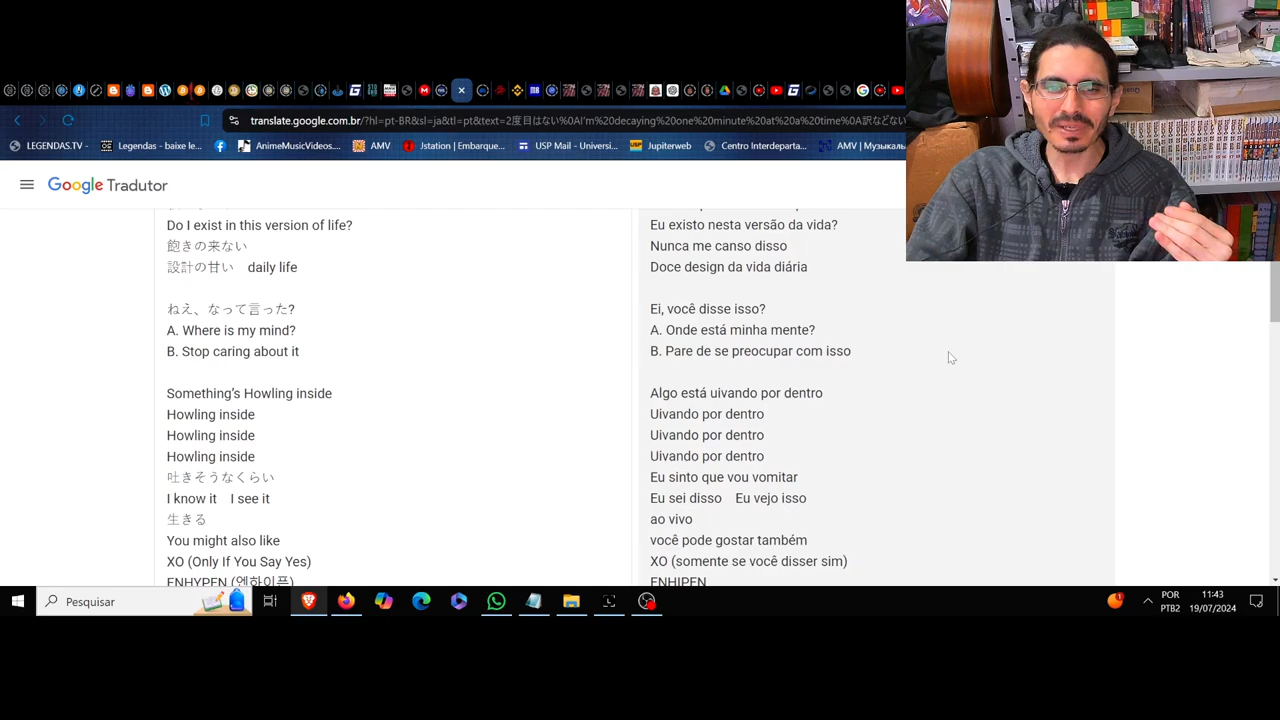 translate.google.com.br/?hl=pt-BR&sl=ja&tl=pt&text=2度目はない%0AI'm%20decaying%20one%20minute%20at%20a%20time%0A訳などない
LEGENDAS.TV
Legendas - baixe le...
AnimeMusicVideos....
AMV
Jstation | Embarque...
USP Mail - Universi...
Jupiterweb
Centro Interdeparta...
AMV | Музыкаль
Google Tradutor
Do I exist in this version of life?
飽きの来ない
設計の甘い daily life
ねえ、なって言った?
A. Where is my mind?
B. Stop caring about it
Something's Howling inside
Howling inside
Howling inside
Howling inside
吐きそうなくらい
I know it I see it
生きる
You might also like
XO (Only If You Say Yes)
ENHYPEN (엔하이픈)
Eu existo nesta versão da vida?
Nunca me canso disso
Doce design da vida diária
Ei, você disse isso?
A. Onde está minha mente?
B. Pare de se preocupar com isso
Algo está uivando por dentro
Uivando por dentro
Uivando por dentro
Uivando por dentro
Eu sinto que vou vomitar
Eu sei disso Eu vejo isso
ao vivo
você pode gostar também
XO (somente se você disser sim)
ENHIPEN
Pesquisar
POR
PTB2
11:43
19/07/2024